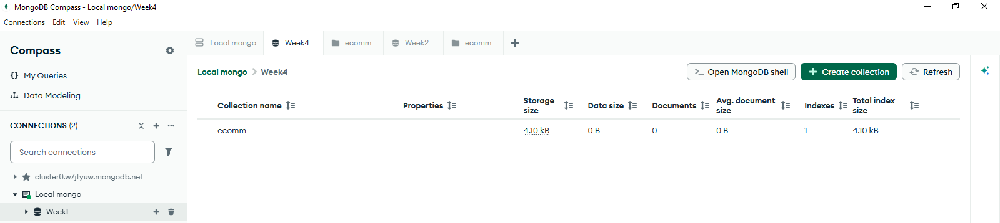 MongoDB Compass - Local mongo/Week4
Connections Edit View Help
Compass
{} My Queries
Data Modeling
CONNECTIONS (2)
Search connections
cluster0.w7jtyuw.mongodb.net
Local mongo
Week1
Local mongo Week4 ecomm Week2 ecomm
Local mongo > Week4
>_ Open MongoDB shell + Create collection Refresh
Collection name Properties Storage size Data size Documents Avg. document size Indexes Total index size
ecomm - 4.10 kB 0 B 0 0 B 1 4.10 kB